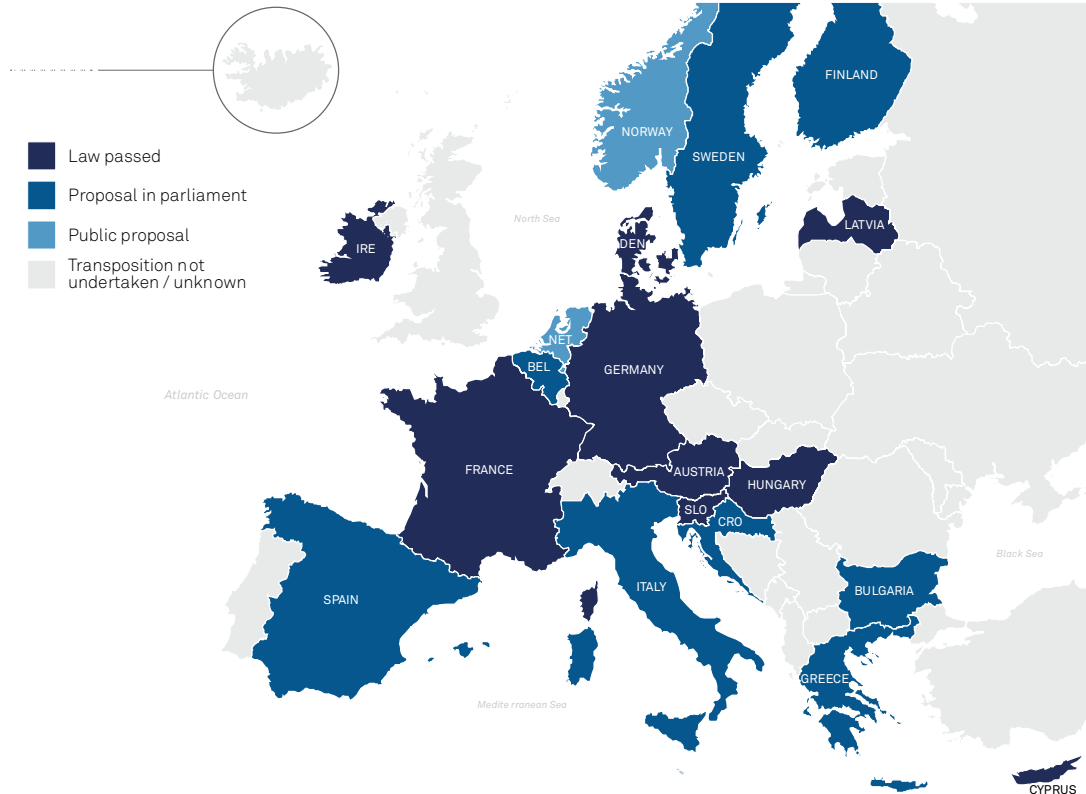 FINLAND
NORWAY
SWEDEN
Law passed
Proposal in parliament
Public proposal
Transposition not
undertaken / unknown
North Sea
LATVIA
IRE
DEN
NET
BEL
GERMANY
Atlantic Ocean
FRANCE
AUSTRIA
HUNGARY
SLO
CRO
Black Sea
ITALY
BULGARIA
SPAIN
GREECE
Mediterranean Sea
CYPRUS